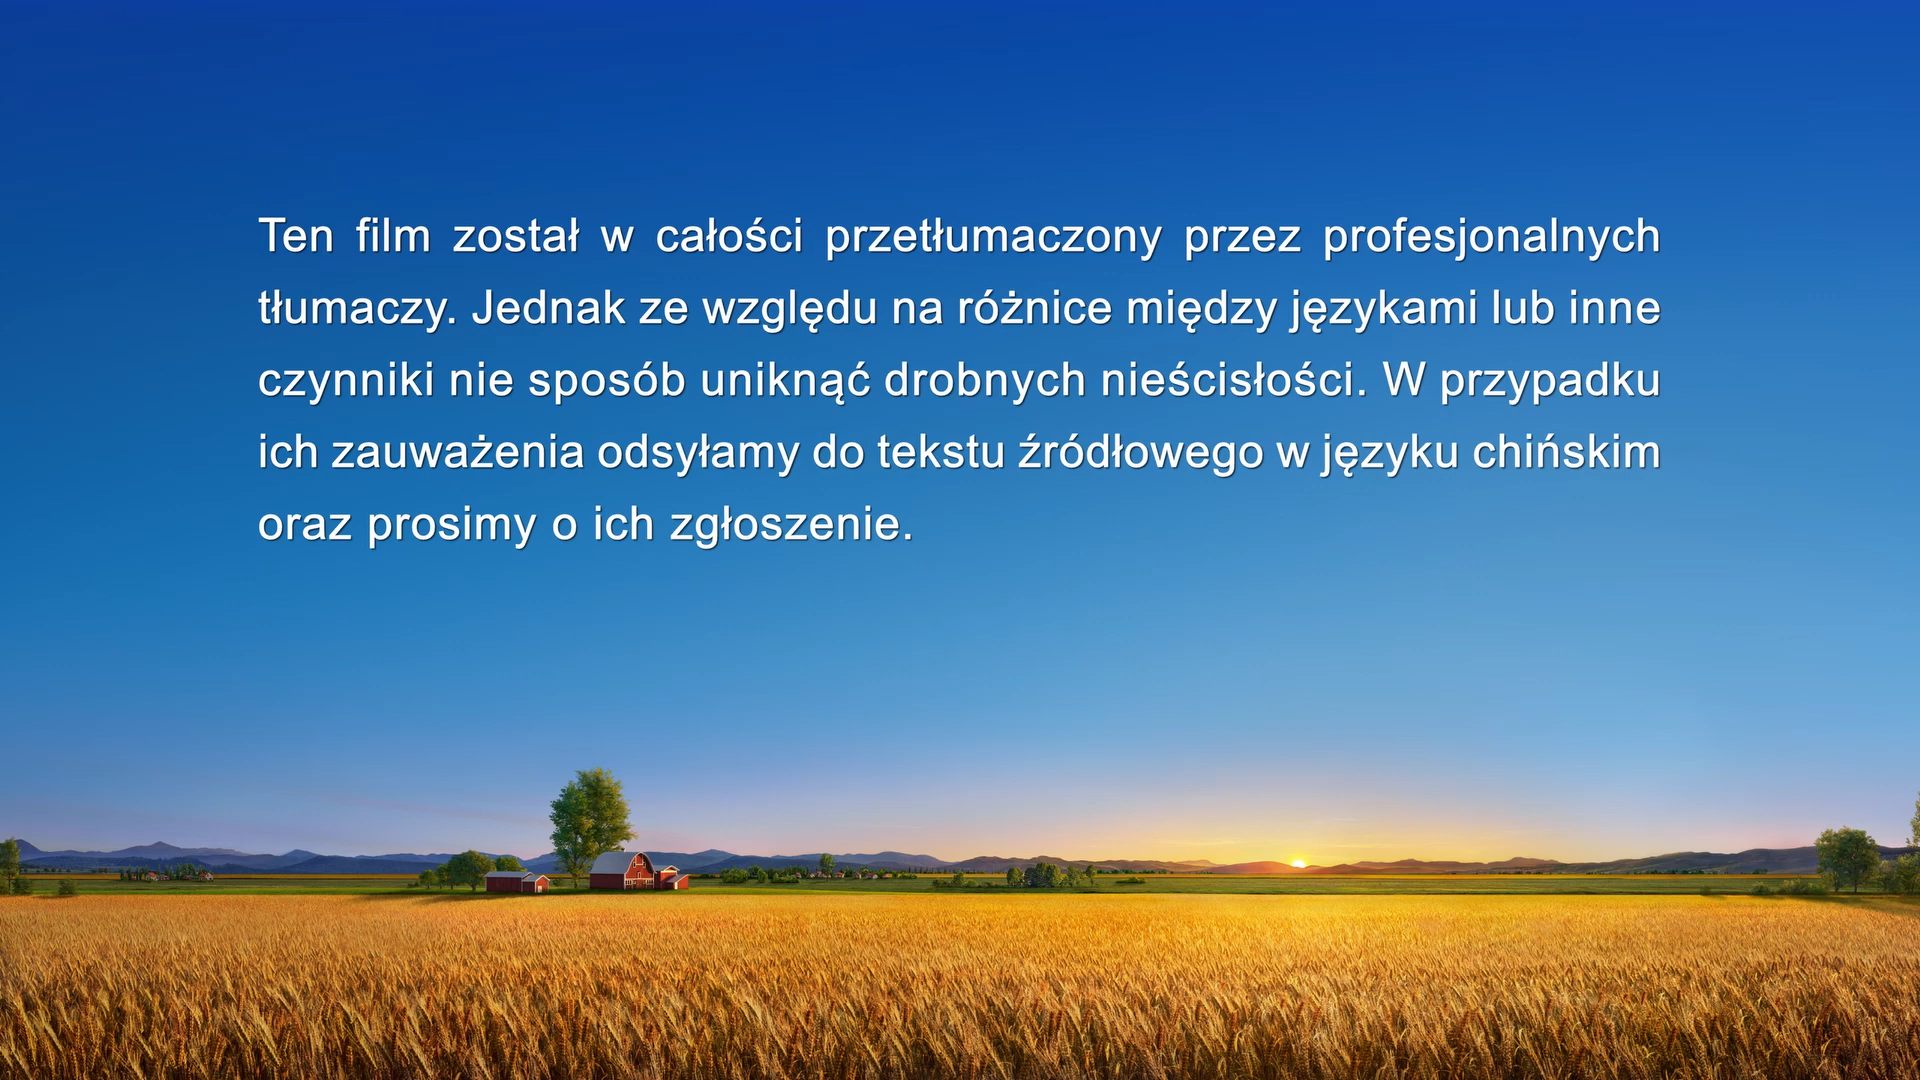 Ten film został w całości przetłumaczony przez profesjonalnych
tłumaczy. Jednak ze względu na różnice między językami lub inne
czynniki nie sposób uniknąć drobnych nieścisłości. W przypadku
ich zauważenia odsyłamy do tekstu źródłowego w języku chińskim
oraz prosimy o ich zgłoszenie.